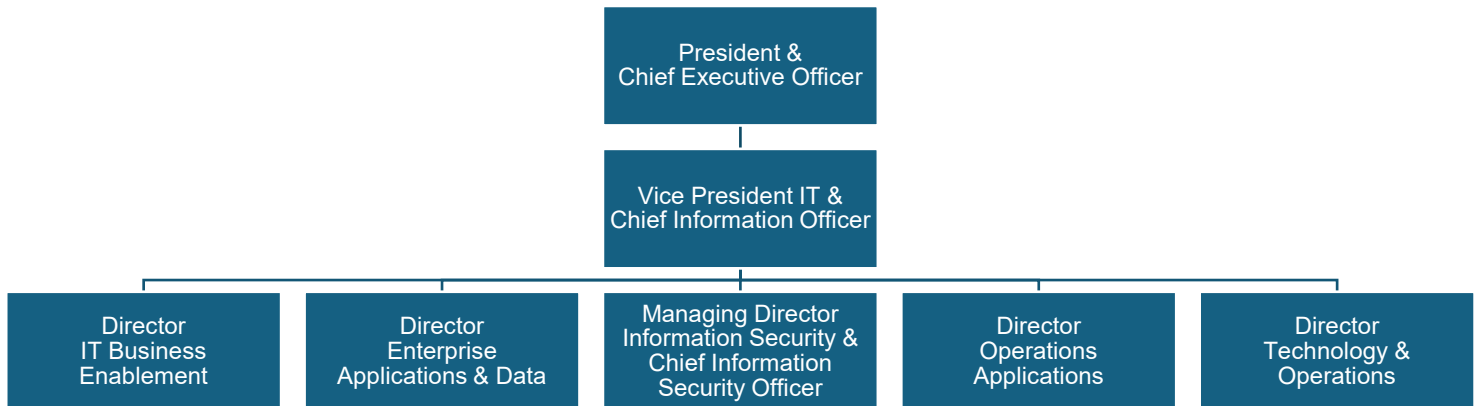 President &
Chief Executive Officer
Vice President IT &
Chief Information Officer
Director
IT Business
Enablement
Director
Enterprise
Applications & Data
Managing Director
Information Security &
Chief Information
Security Officer
Director
Operations
Applications
Director
Technology &
Operations